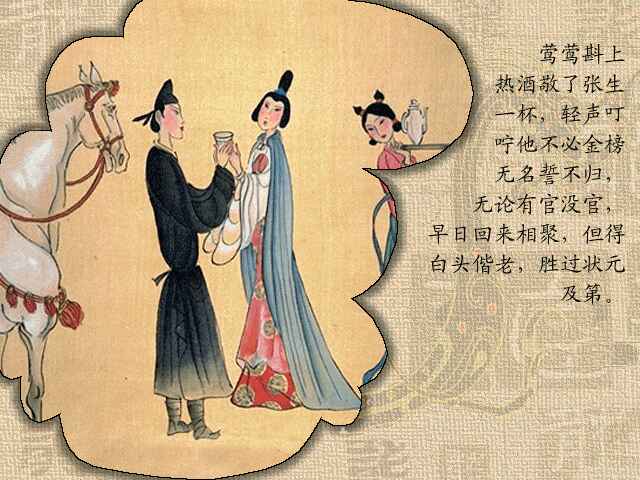 莺莺斟上
热酒敬了张生
一杯，轻声叮
咛他不必金榜
无名誓不归，
无论有官没官，
早日回来相聚，但得
白头偕老，胜过状元
及第。